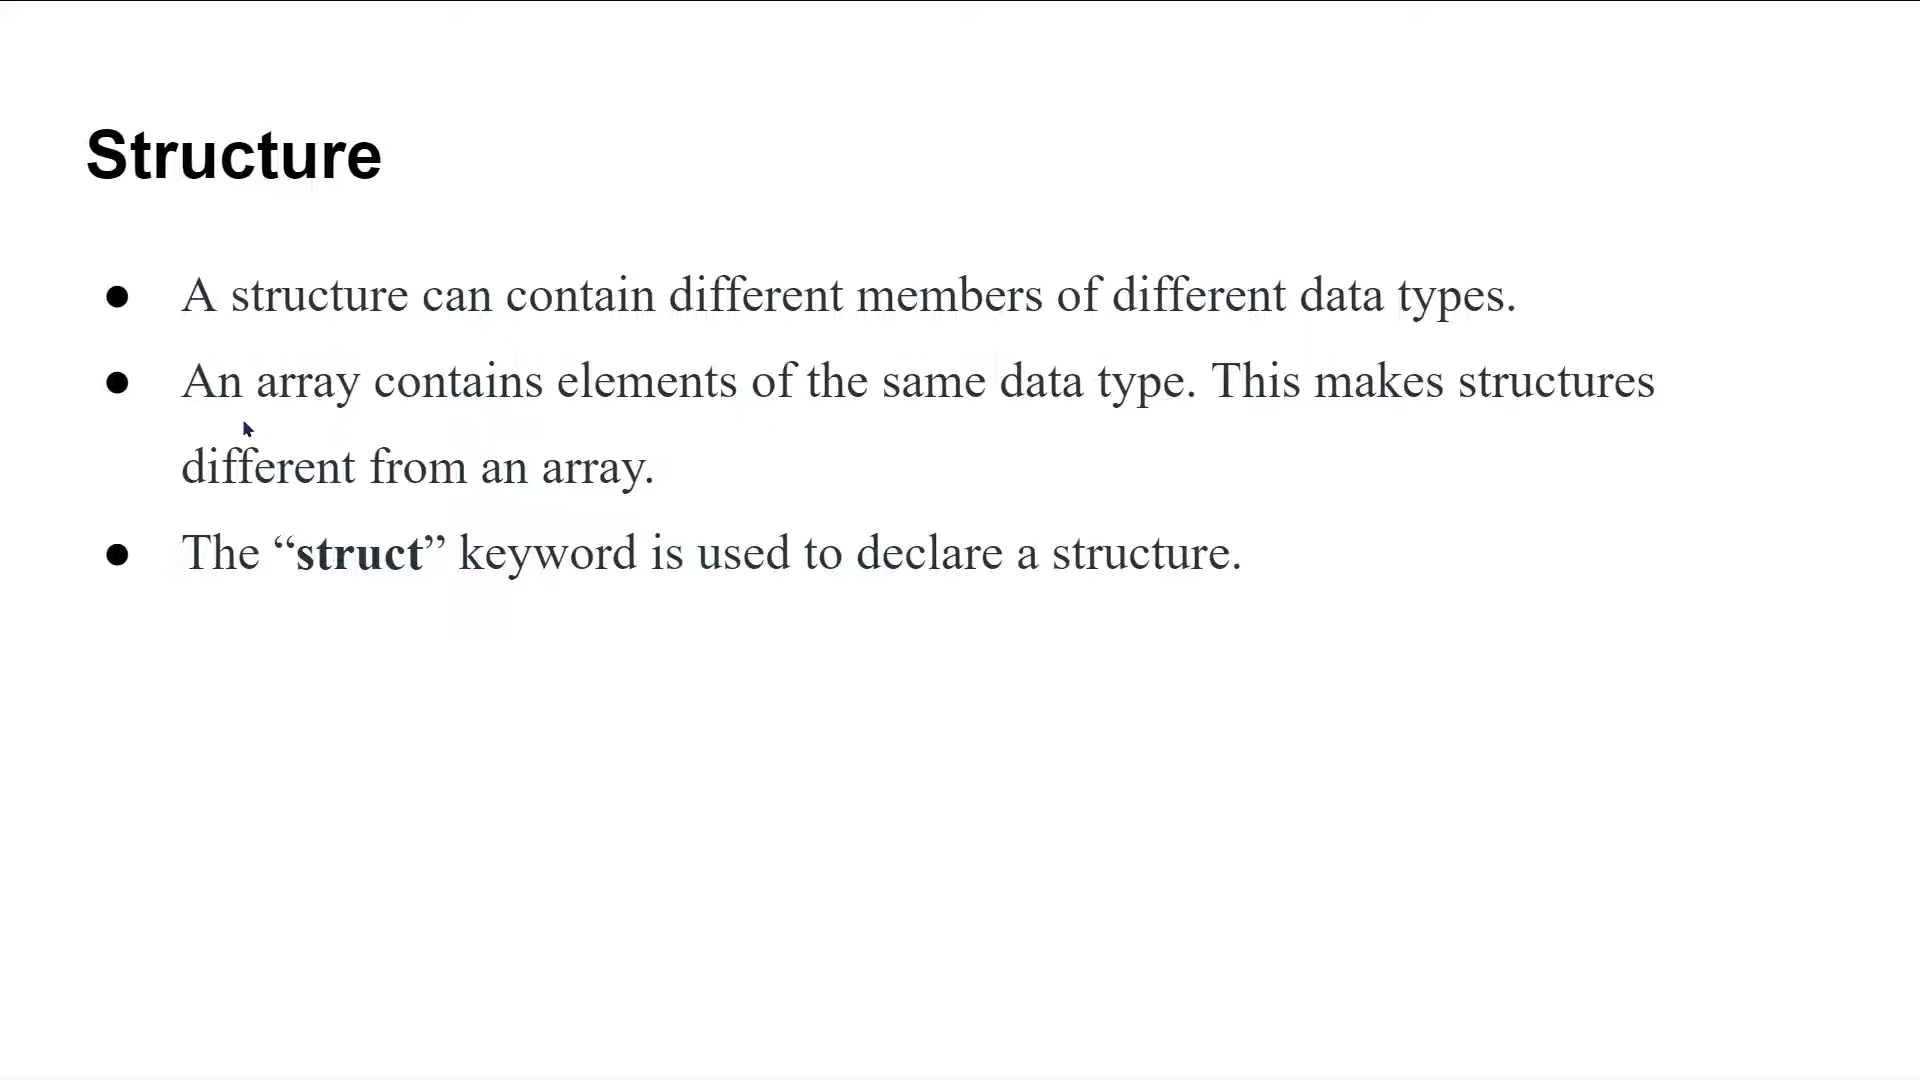 Structure
● A structure can contain different members of different data types.
● An array contains elements of the same data type. This makes structures
different from an array.
● The “struct” keyword is used to declare a structure.